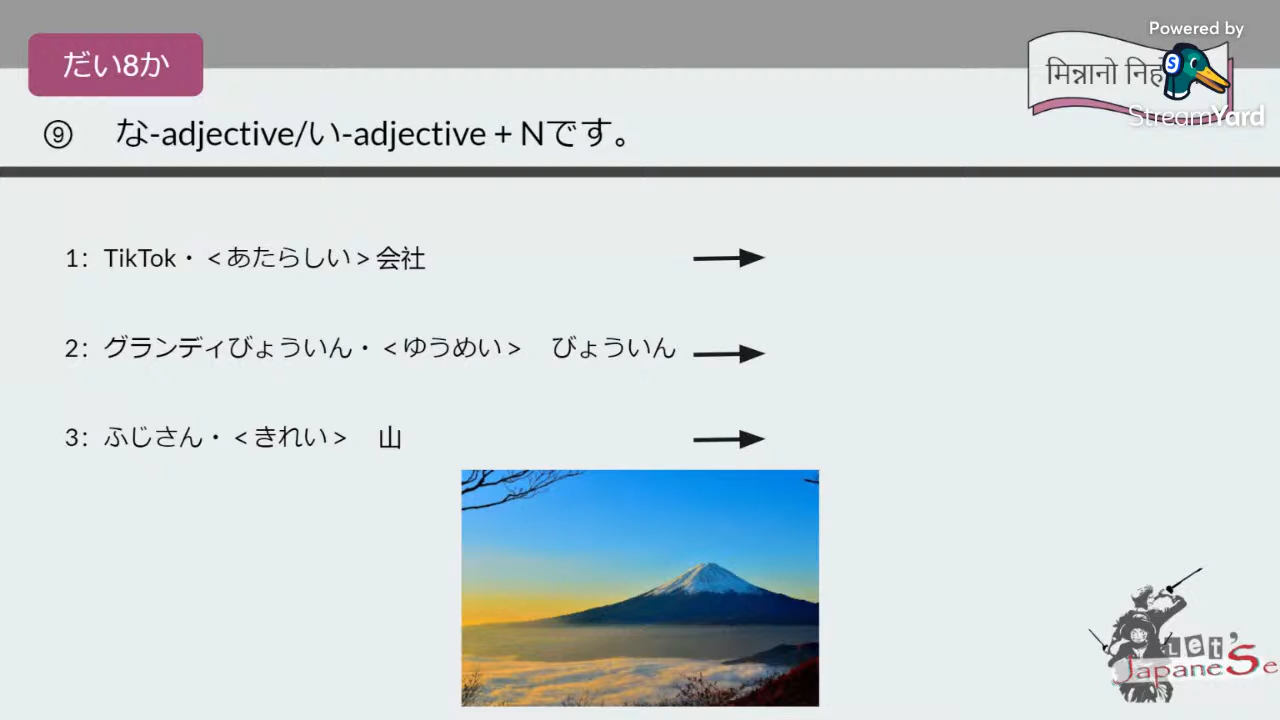 だい8か
Powered by
StreamYard
मिन्नानो
⑨ な-adjective/い-adjective + Nです。
1: TikTok・<あたらしい>会社
2: グランディびょういん・<ゆうめい> びょういん
3: ふじさん・<きれい> 山
Let's
Japanese